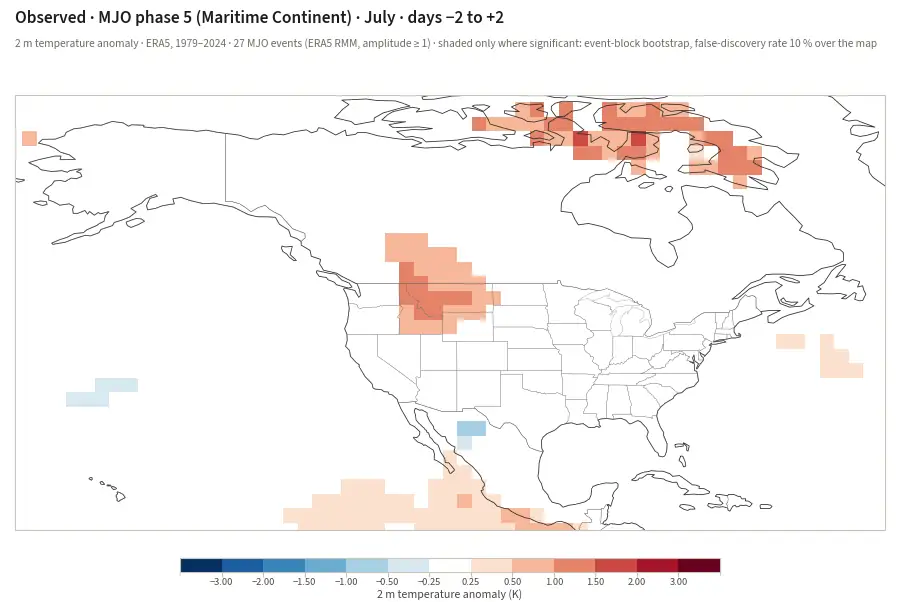 Observed · MJO phase 5 (Maritime Continent) · July · days −2 to +2
2 m temperature anomaly · ERA5, 1979–2024 · 27 MJO events (ERA5 RMM, amplitude ≥ 1) · shaded only where significant: event-block bootstrap, false-discovery rate 10 % over the map
−3.00 −2.00 −1.50 −1.00 −0.50 −0.25 0.25 0.50 1.00 1.50 2.00 3.00
2 m temperature anomaly (K)